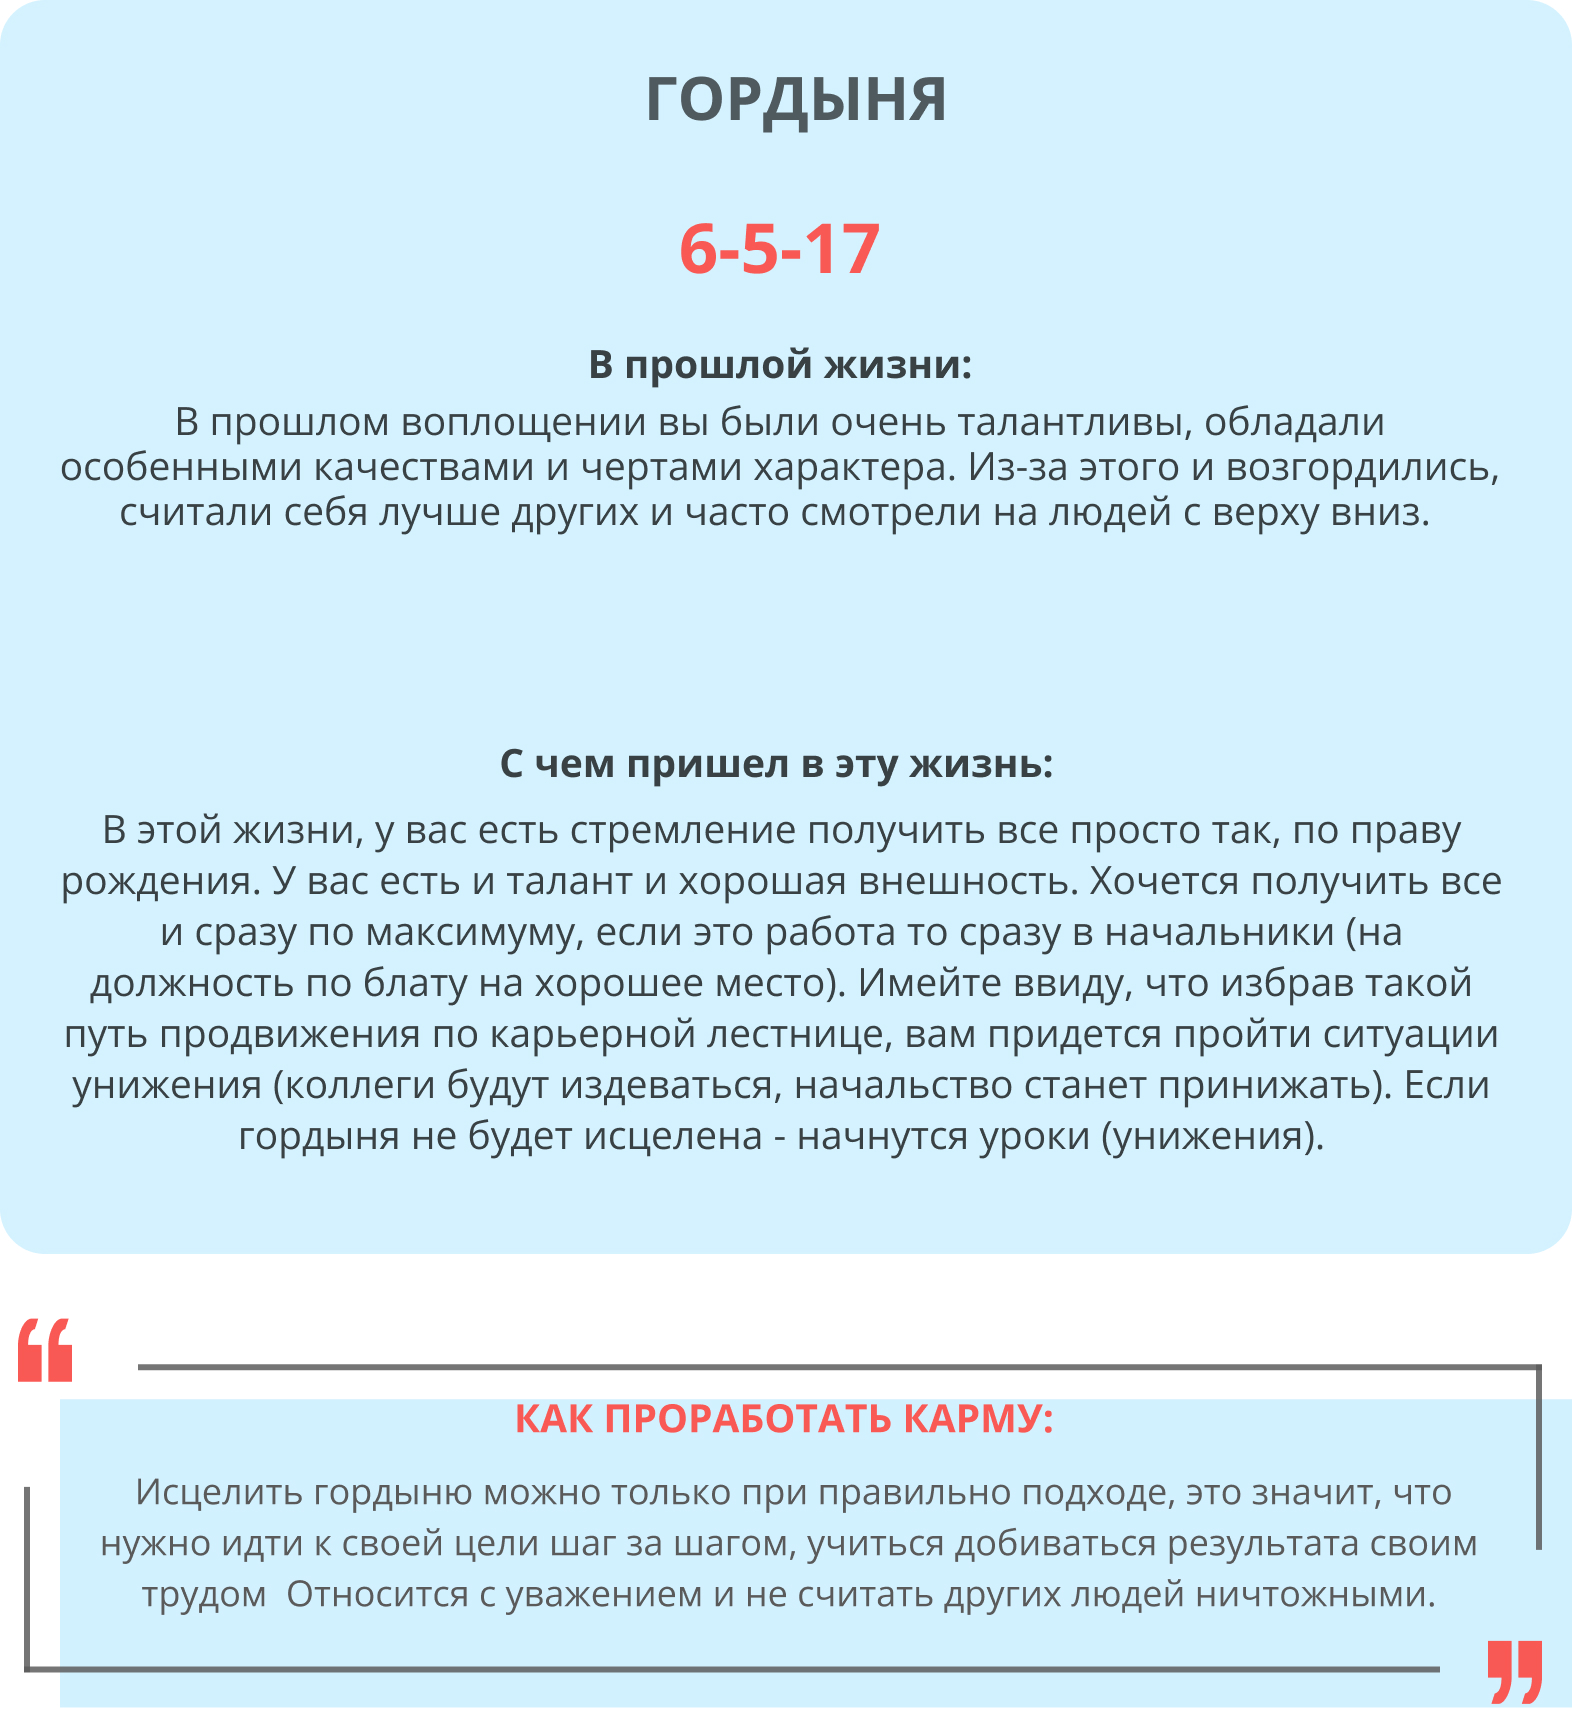 ГОРДЫНЯ
6-5-17
В прошлой жизни:
В прошлом воплощении вы были очень талантливы, обладали
особенными качествами и чертами характера. Из-за этого и возгордились,
считали себя лучше других и часто смотрели на людей с верху вниз.
С чем пришел в эту жизнь:
В этой жизни, у вас есть стремление получить все просто так, по праву
рождения. У вас есть и талант и хорошая внешность. Хочется получить все
и сразу по максимуму, если это работа то сразу в начальники (на
должность по блату на хорошее место). Имейте ввиду, что избрав такой
путь продвижения по карьерной лестнице, вам придется пройти ситуации
унижения (коллеги будут издеваться, начальство станет принижать). Если
гордыня не будет исцелена - начнутся уроки (унижения).
❝
КАК ПРОРАБОТАТЬ КАРМУ:
Исцелить гордыню можно только при правильно подходе, это значит, что
нужно идти к своей цели шаг за шагом, учиться добиваться результата своим
трудом  Относится с уважением и не считать других людей ничтожными.
❞